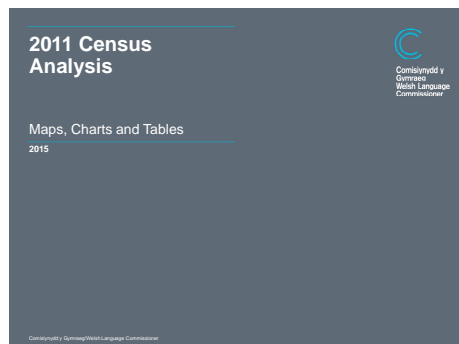 2011 Census
Analysis
Comisiynydd y
Gymraeg
Welsh Language
Commissioner
Maps, Charts and Tables
2015
Comisiynydd y Gymraeg/Welsh Language Commissioner